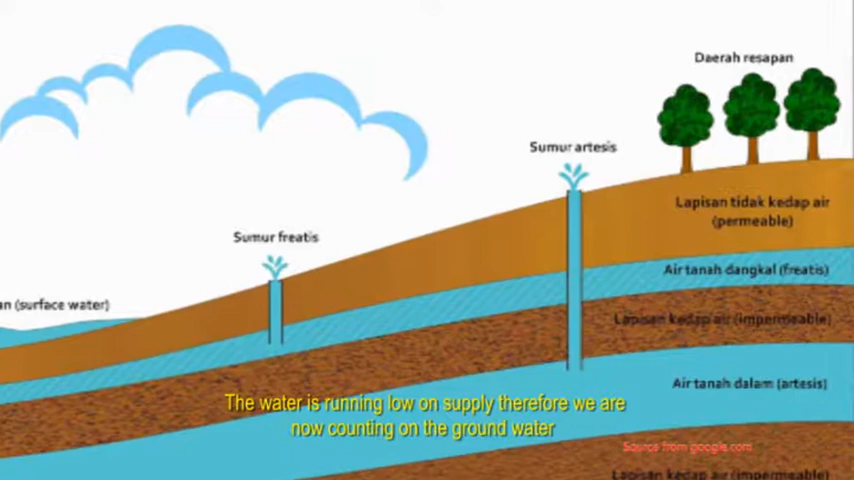 Daerah resapan
Sumur artesis
Lapisan tidak kedap air
(permeable)
Sumur freatis
Air tanah dangkal (freatis)
(surface water)
Lapisan kedap air (impermeable)
Air tanah dalam (artesis)
The water is running low on supply therefore we are
now counting on the ground water
Source from google.com
Lapisan kedap air (impermeable)